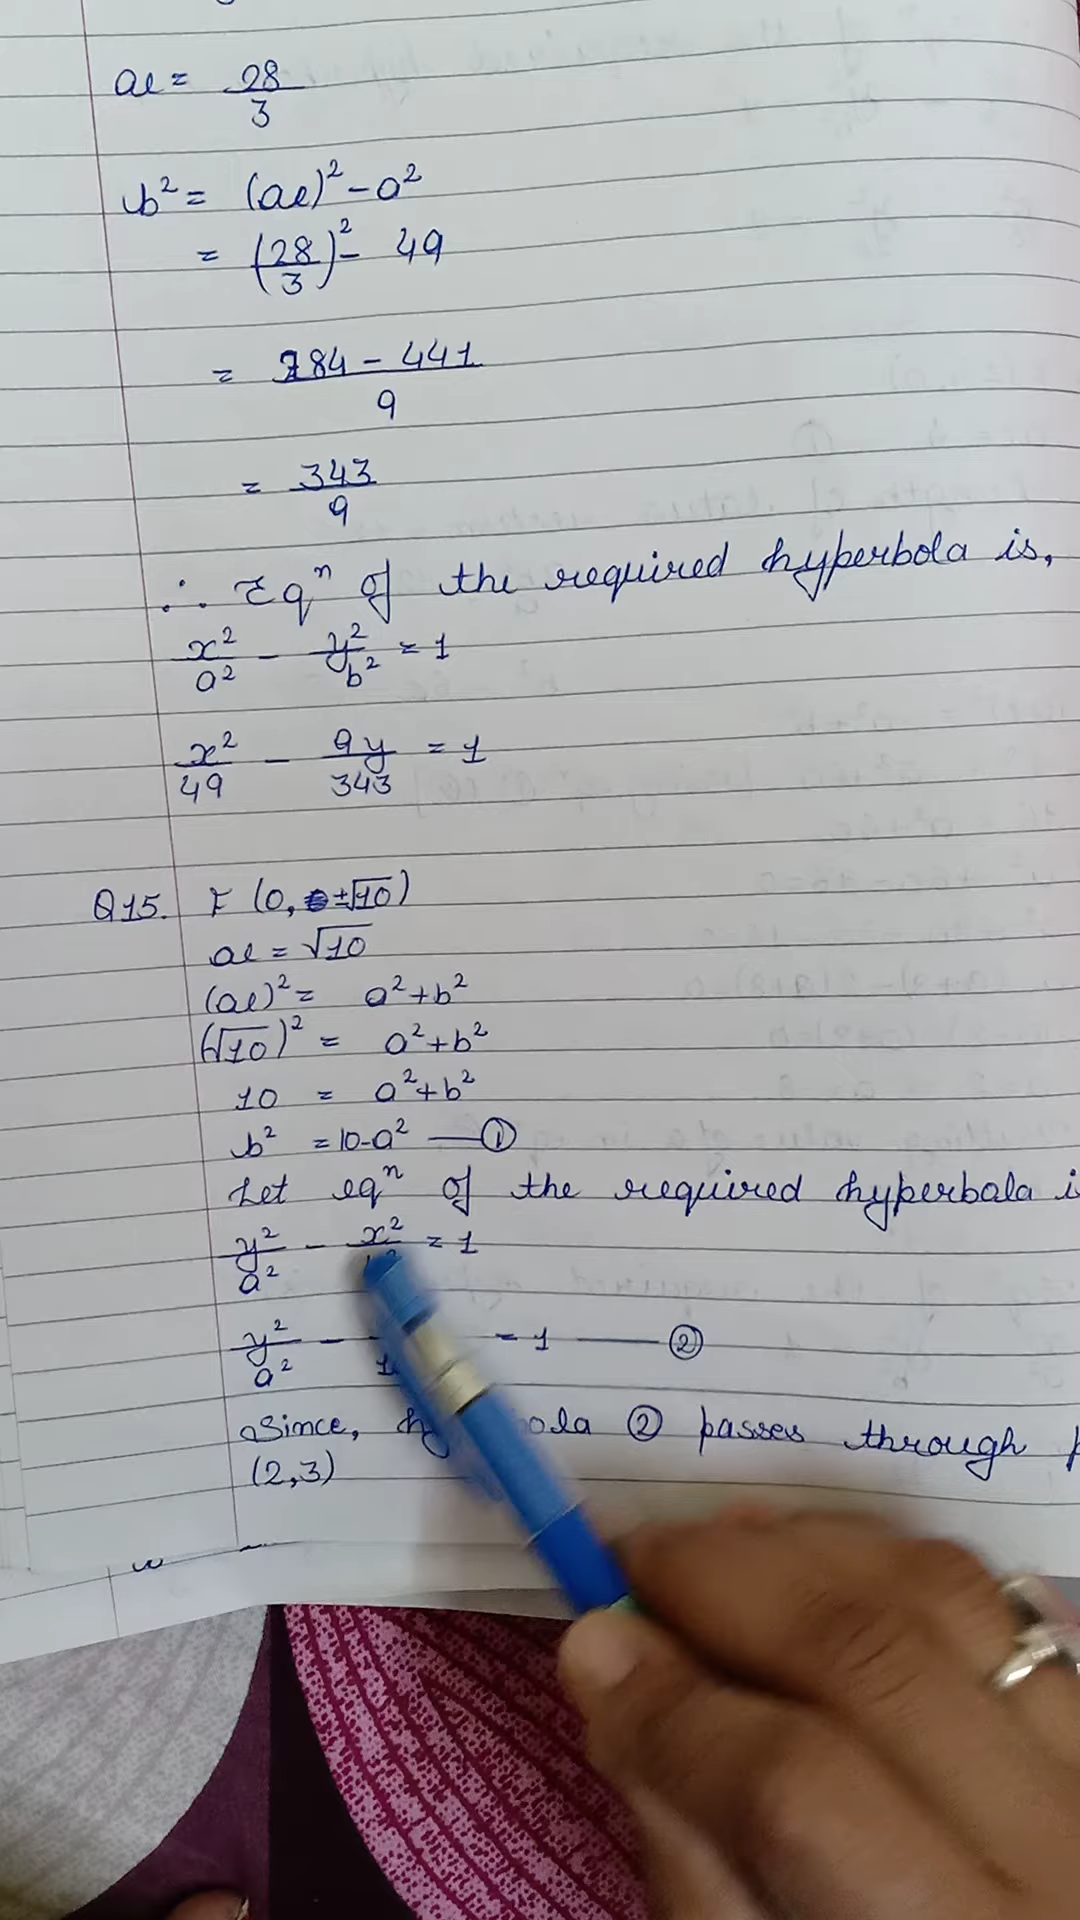 ae = 28/3
b² = (ae)² - a²
= (28/3)² - 49
= 784 - 441 / 9
= 343/9
∴ Eqⁿ of the required hyperbola is,
x²/a² - y²/b² = 1
x²/49 - 9y/343 = 1
Q15. F (0, ±√10)
ae = √10
(ae)² = a² + b²
(√10)² = a² + b²
10 = a² + b²
b² = 10 - a² —— ①
Let eqⁿ of the required hyperbala
y²/a² - x² = 1
y²/a² - = 1 —— ②
Since, ② passes through
(2,3)